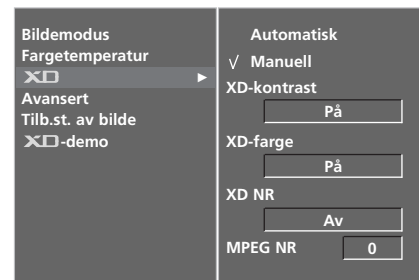 Bildemodus
Fargetemperatur
XD
Avansert
Tilb.st. av bilde
XD-demo
Automatisk
√ Manuell
XD-kontrast
På
XD-farge
På
XD NR
Av
MPEG NR 0